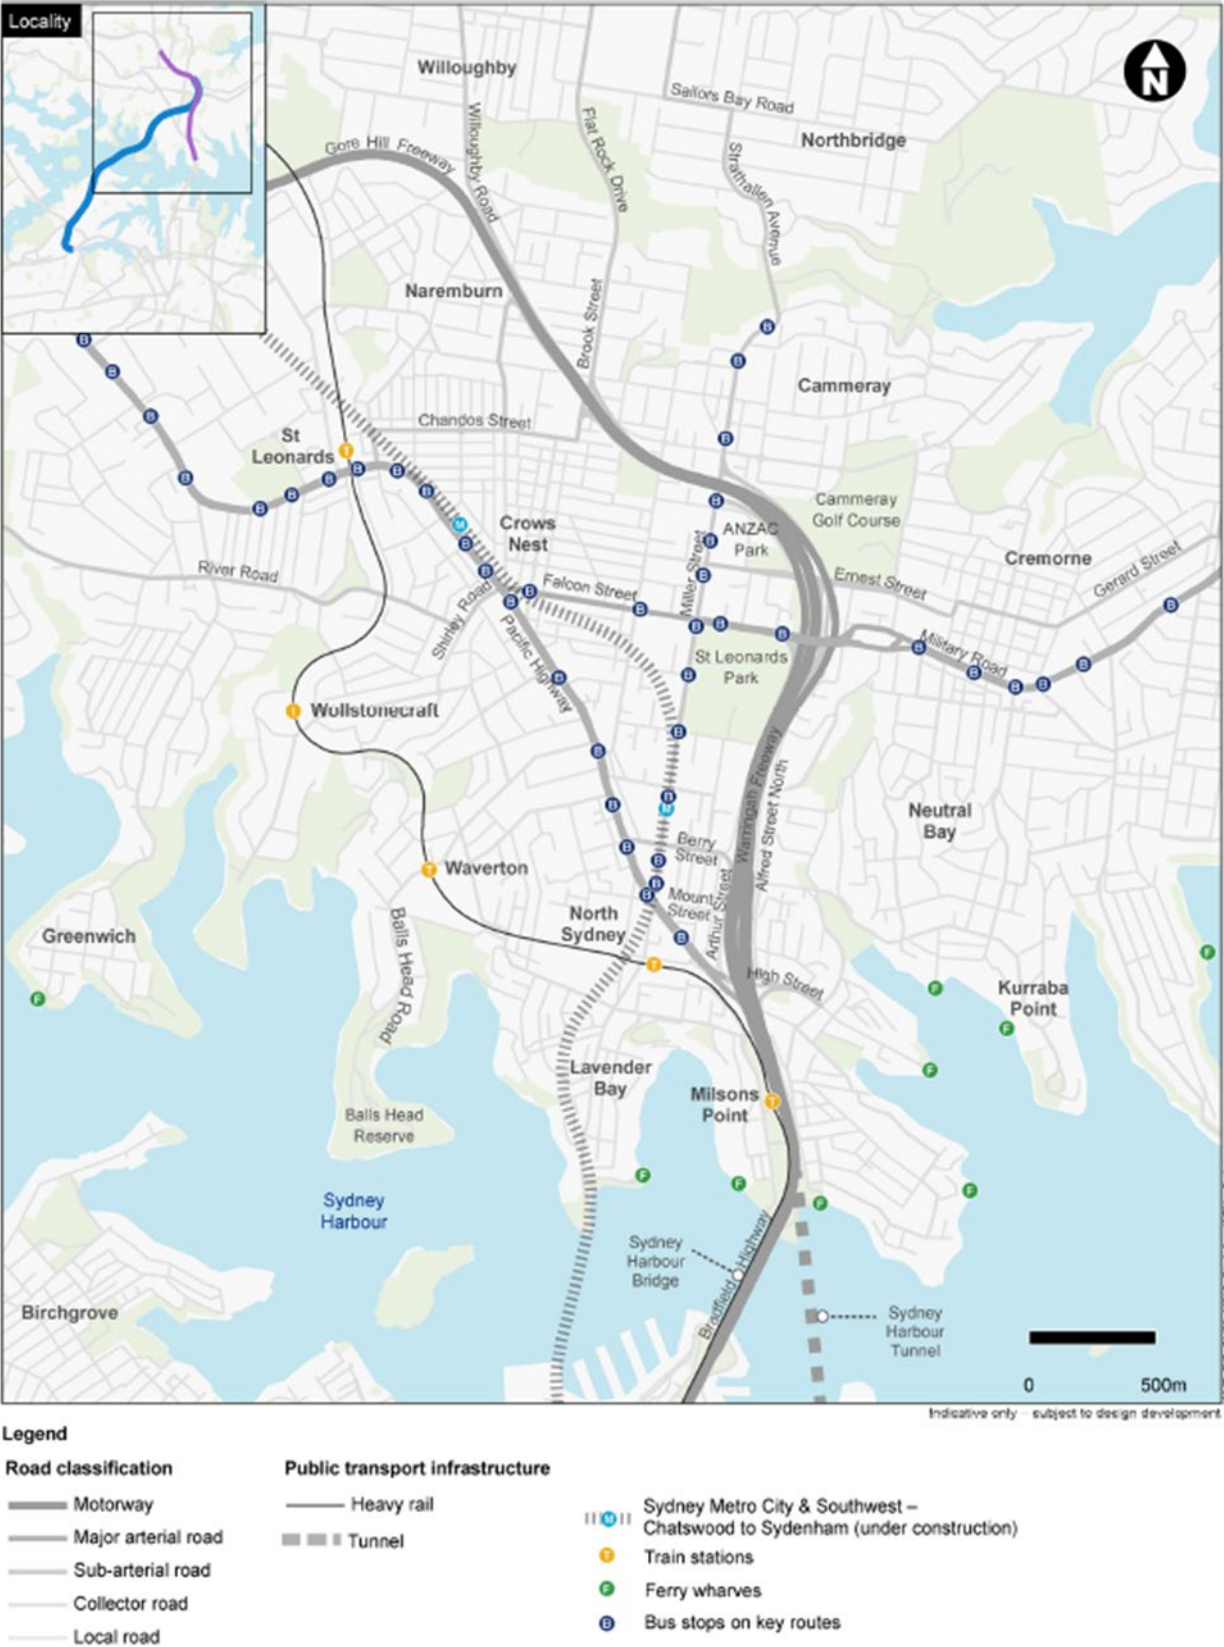 Locality
N
Willoughby
Sailors Bay Road
Northbridge
Gore Hill Freeway
Willoughby Road
Flat Rock Drive
Strathallen Avenue
Naremburn
Brook Street
Cammeray
Chandos Street
St
Leonards
Cammeray
Golf Course
Crows
Nest
ANZAC
Park
Cremorne
Gerard Street
River Road
Falcon Street
Miller Street
Ernest Street
Shirley Road
Pacific Highway
Military Road
St Leonards
Park
Wollstonecraft
Warringah Freeway
Alfred Street North
Neutral
Bay
Berry
Street
Waverton
Mount
Street
Arthur Street
North
Sydney
Greenwich
Balls Head Road
High Street
Kurraba
Point
Lavender
Bay
Milsons
Point
Balls Head
Reserve
Sydney
Harbour
Sydney
Harbour
Bridge
Bradfield Highway
Birchgrove
Sydney
Harbour
Tunnel
0 500m
Indicative only – subject to design development
Legend
Road classification
Motorway
Major arterial road
Sub-arterial road
Collector road
Local road
Public transport infrastructure
Heavy rail
Tunnel
M Sydney Metro City & Southwest –
Chatswood to Sydenham (under construction)
T Train stations
F Ferry wharves
B Bus stops on key routes